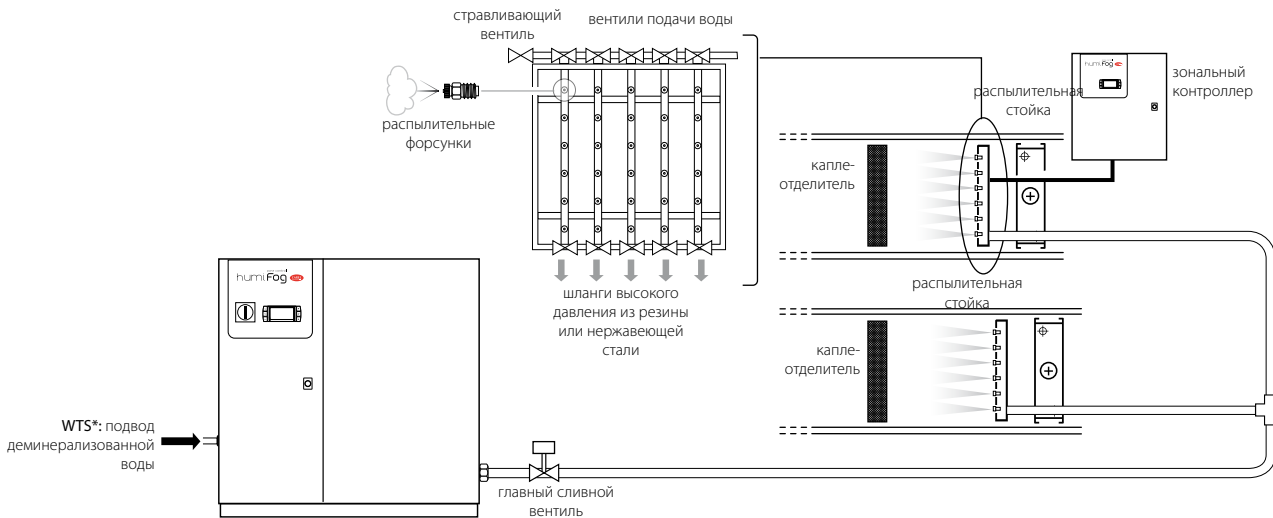 стравливающий
вентиль
вентили подачи воды
распылительные
форсунки
humiFog
зональный
контроллер
распылительная
стойка
капле-
отделитель
распылительная
стойка
humiFog
шланги высокого
давления из резины
или нержавеющей
стали
капле-
отделитель
WTS*: подвод
деминерализованной
воды
главный сливной
вентиль